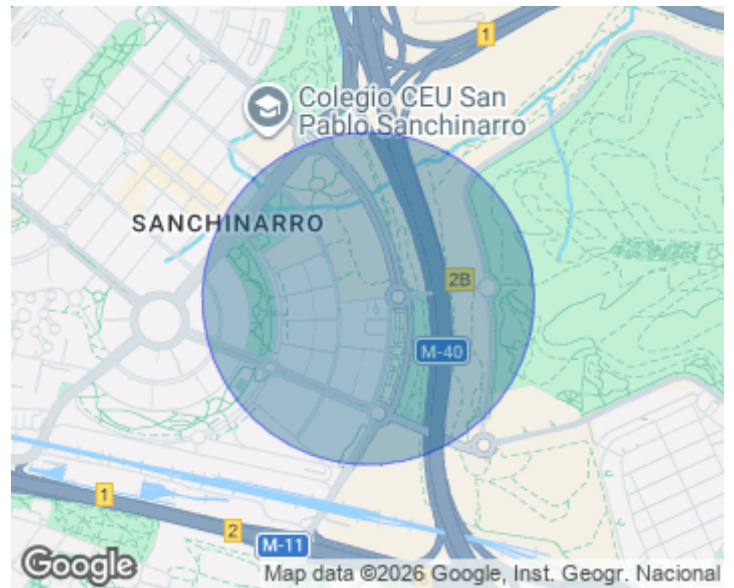 1
Colegio CEU San
Pablo Sanchinarro
SANCHINARRO
2B
M-40
1
2
M-11
Google
Map data ©2026 Google, Inst. Geogr. Nacional